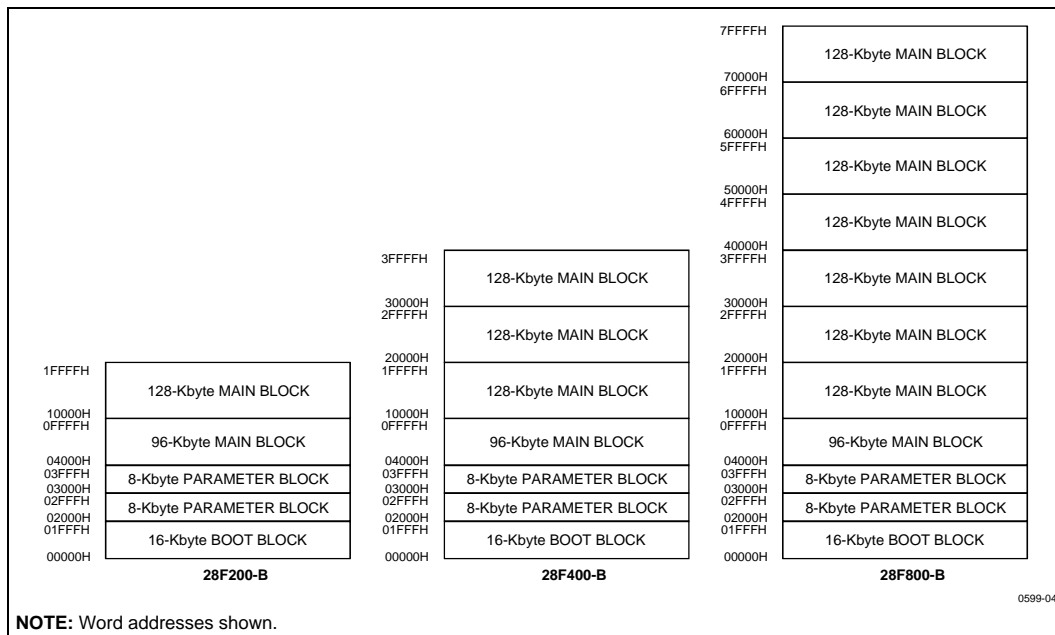 1FFFFH
128-Kbyte MAIN BLOCK
10000H
0FFFFH
96-Kbyte MAIN BLOCK
04000H
03FFFH
8-Kbyte PARAMETER BLOCK
03000H
02FFFH
8-Kbyte PARAMETER BLOCK
02000H
01FFFH
16-Kbyte BOOT BLOCK
00000H
28F200-B
3FFFFH
128-Kbyte MAIN BLOCK
30000H
2FFFFH
128-Kbyte MAIN BLOCK
20000H
1FFFFH
128-Kbyte MAIN BLOCK
10000H
0FFFFH
96-Kbyte MAIN BLOCK
04000H
03FFFH
8-Kbyte PARAMETER BLOCK
03000H
02FFFH
8-Kbyte PARAMETER BLOCK
02000H
01FFFH
16-Kbyte BOOT BLOCK
00000H
28F400-B
7FFFFH
128-Kbyte MAIN BLOCK
70000H
6FFFFH
128-Kbyte MAIN BLOCK
60000H
5FFFFH
128-Kbyte MAIN BLOCK
50000H
4FFFFH
128-Kbyte MAIN BLOCK
40000H
3FFFFH
128-Kbyte MAIN BLOCK
30000H
2FFFFH
128-Kbyte MAIN BLOCK
20000H
1FFFFH
128-Kbyte MAIN BLOCK
10000H
0FFFFH
96-Kbyte MAIN BLOCK
04000H
03FFFH
8-Kbyte PARAMETER BLOCK
03000H
02FFFH
8-Kbyte PARAMETER BLOCK
02000H
01FFFH
16-Kbyte BOOT BLOCK
00000H
28F800-B
0599-04
NOTE: Word addresses shown.